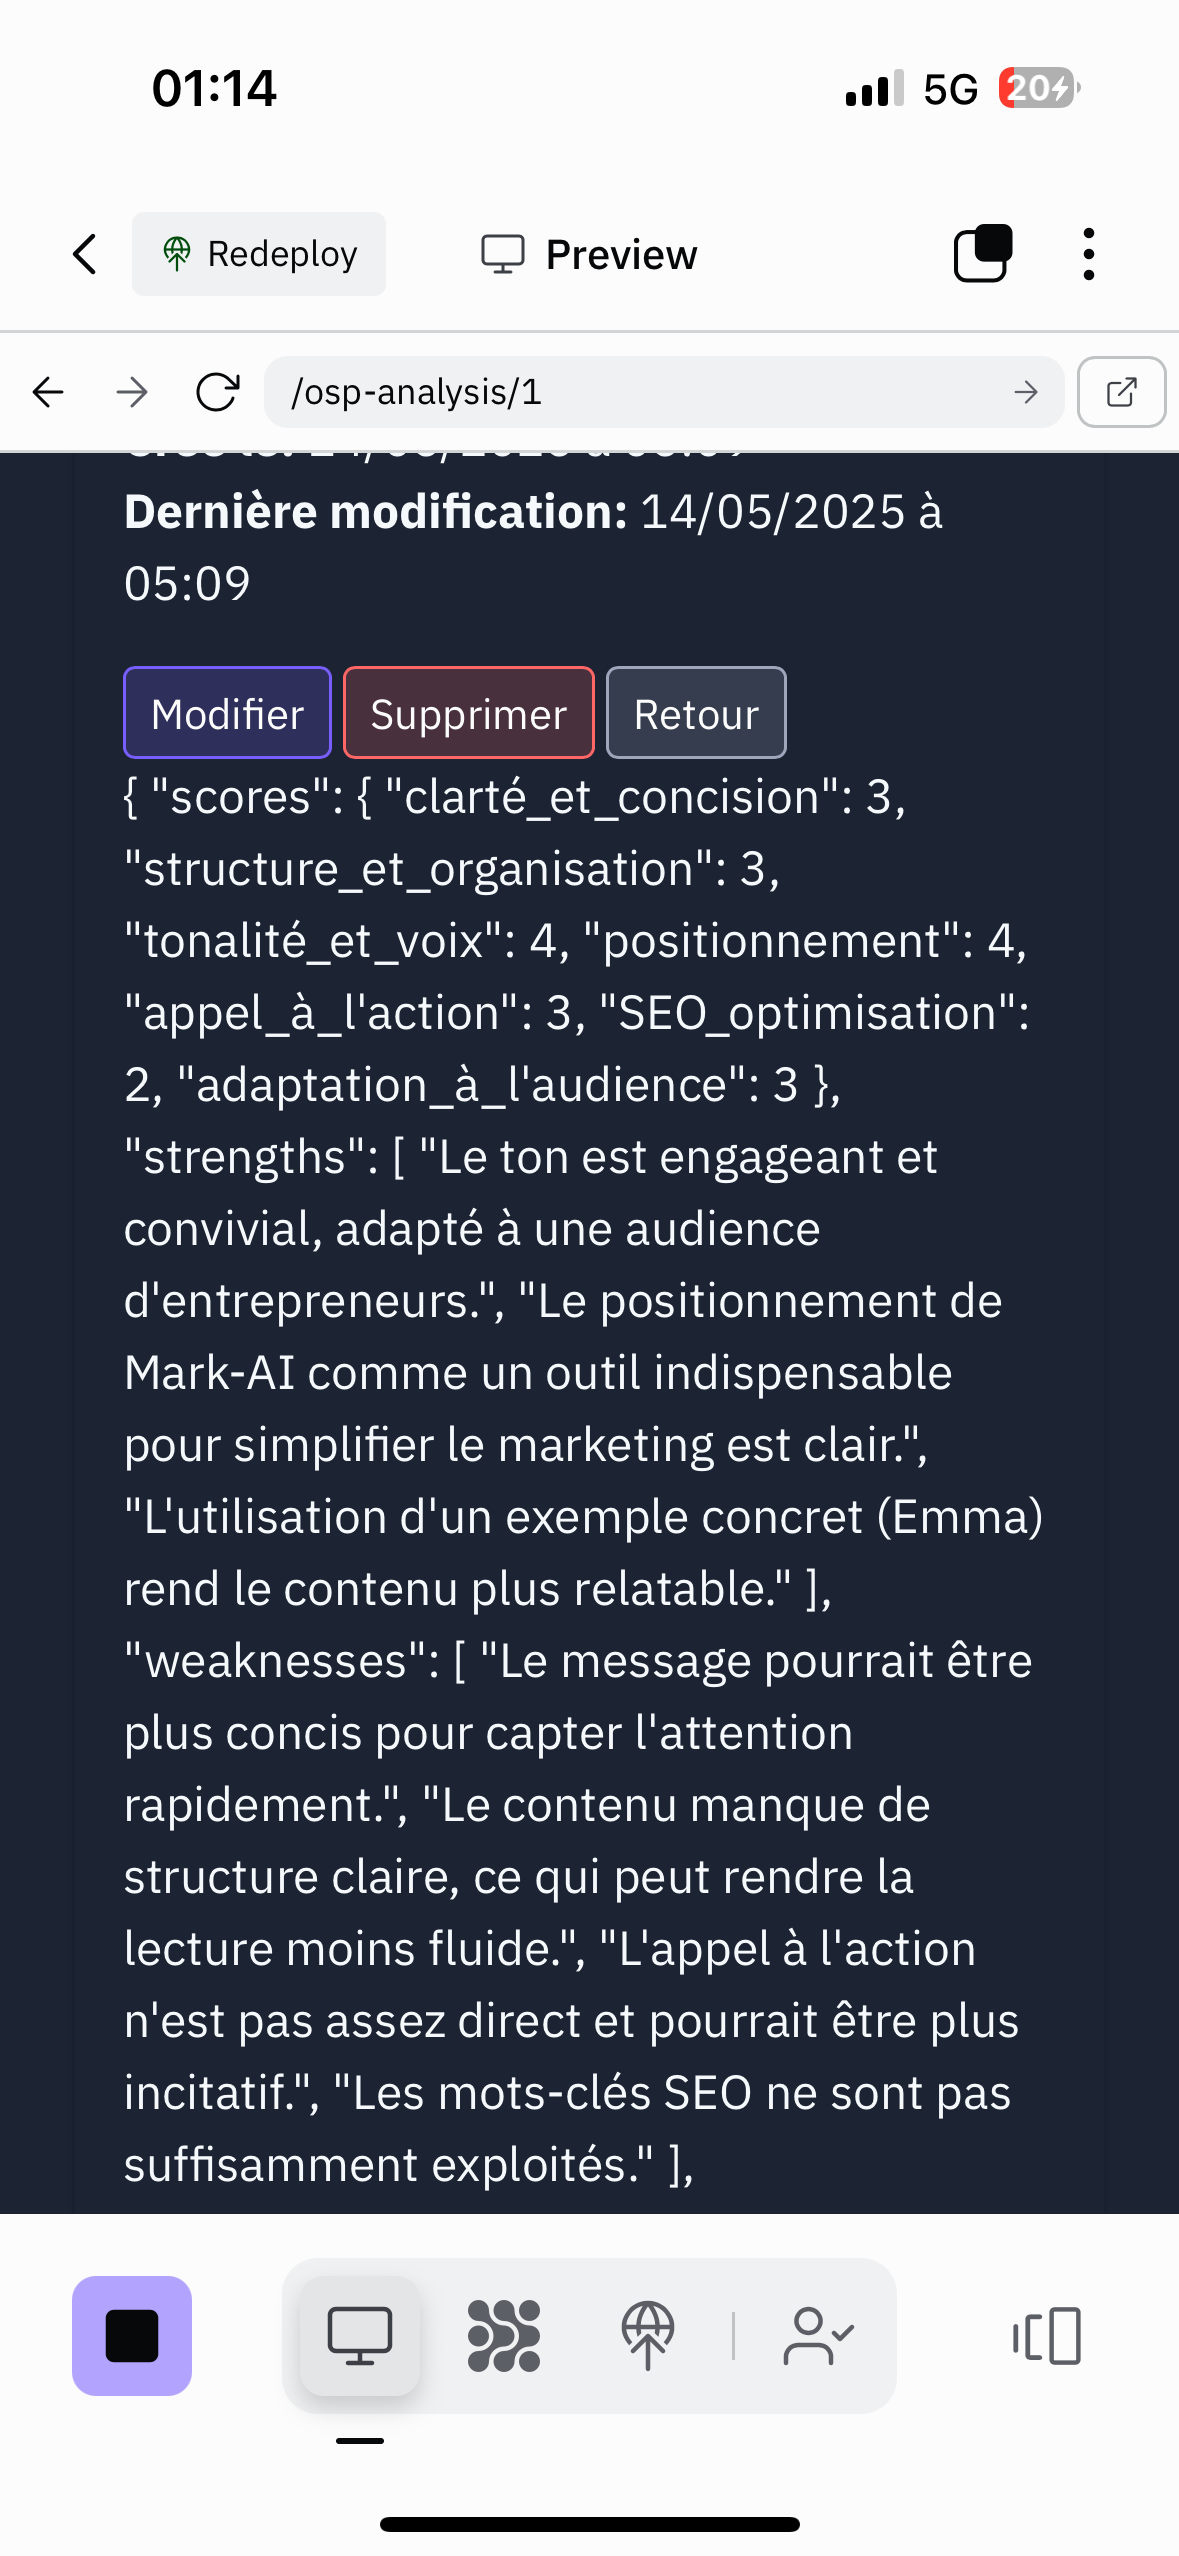 01:14
5G
20
Redeploy
Preview
/osp-analysis/1
Dernière modification: 14/05/2025 à
05:09
Modifier
Supprimer
Retour
{ "scores": { "clarté_et_concision": 3,
"structure_et_organisation": 3,
"tonalité_et_voix": 4, "positionnement": 4,
"appel_à_l'action": 3, "SEO_optimisation":
2, "adaptation_à_l'audience": 3 },
"strengths": [ "Le ton est engageant et
convivial, adapté à une audience
d'entrepreneurs.", "Le positionnement de
Mark-AI comme un outil indispensable
pour simplifier le marketing est clair.",
"L'utilisation d'un exemple concret (Emma)
rend le contenu plus relatable." ],
"weaknesses": [ "Le message pourrait être
plus concis pour capter l'attention
rapidement.", "Le contenu manque de
structure claire, ce qui peut rendre la
lecture moins fluide.", "L'appel à l'action
n'est pas assez direct et pourrait être plus
incitatif.", "Les mots-clés SEO ne sont pas
suffisamment exploités." ],